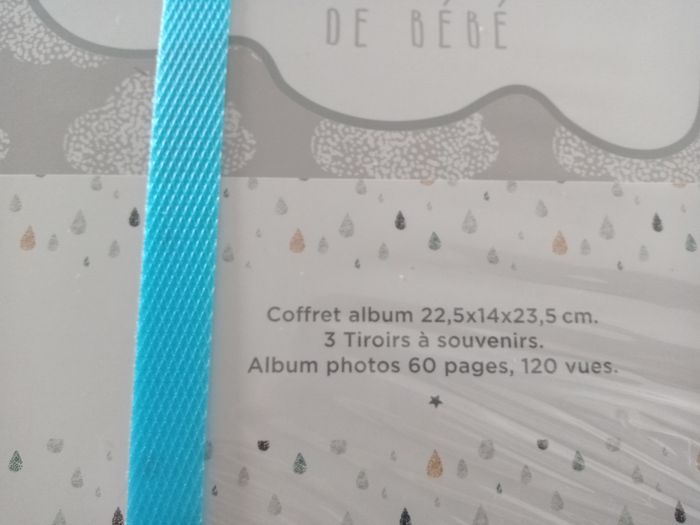 DE BÉBÉ
Coffret album 22,5x14x23,5 cm.
3 Tiroirs à souvenirs.
Album photos 60 pages, 120 vues.